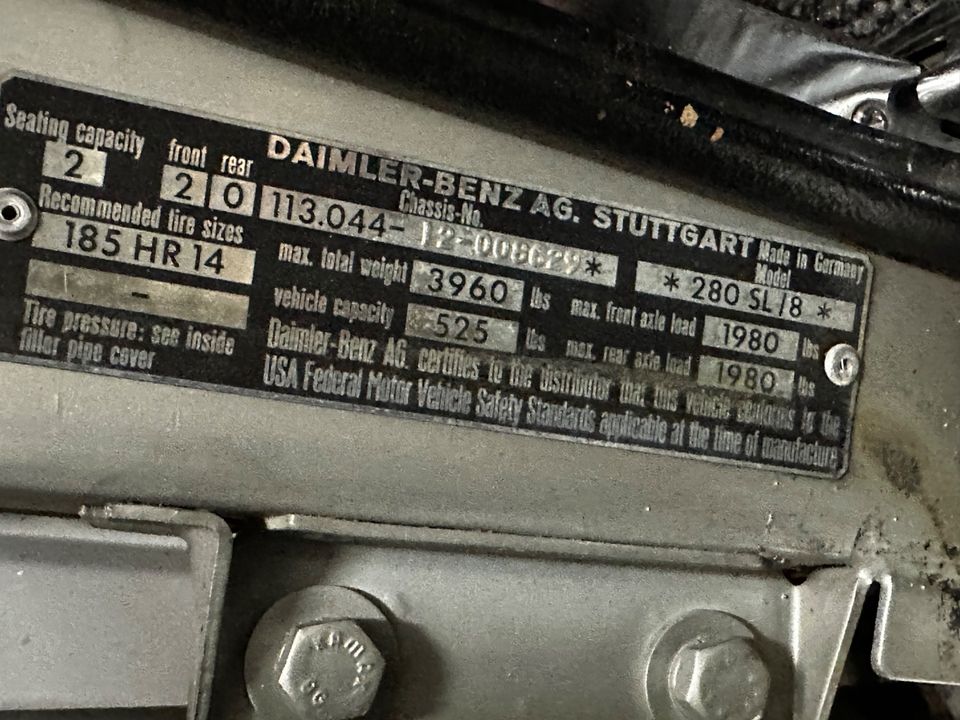 DAIMLER-BENZ AG. STUTTGART
Made in Germany
Seating capacity
2
front rear
2 0
Chassis-No.
113.044-12-008629*
Model
* 280 SL/8 *
Recommended tire sizes
185 HR 14
-
Tire pressure: see inside
filler pipe cover
max. total weight 3960 lbs
vehicle capacity 525 lbs
max. front axle load 1980 lbs
max. rear axle load 1980 lbs
Daimler-Benz AG. certifies to the distributor that this vehicle conforms to the
USA Federal Motor Vehicle Safety Standards applicable at the time of manufacture